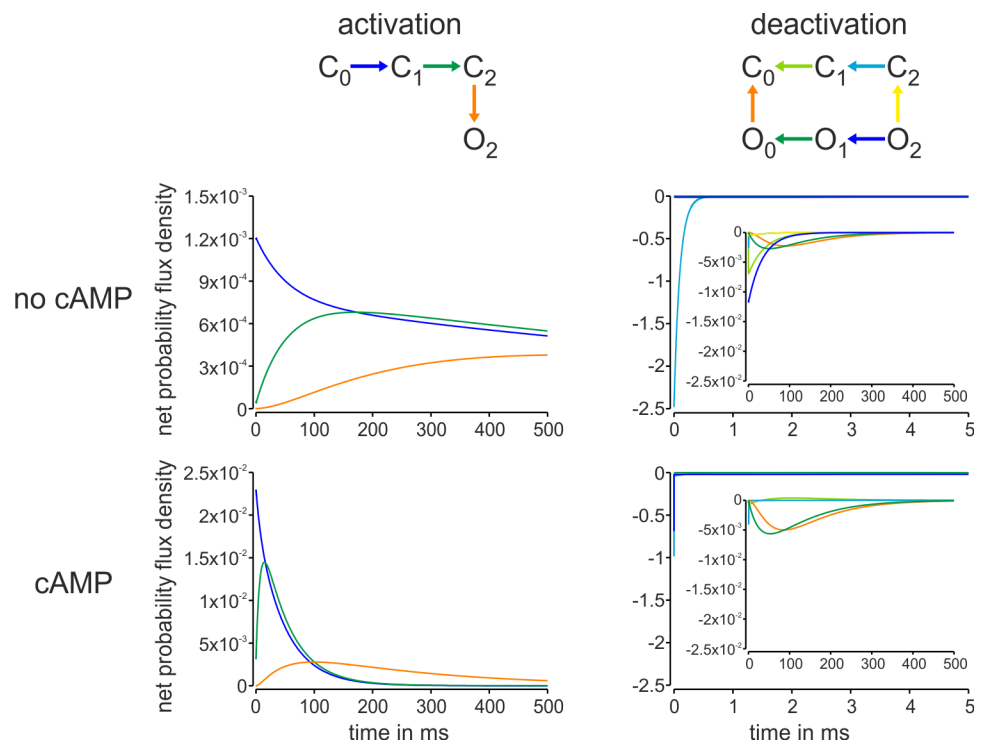 activation
deactivation
C0 C1 C2
O2
C0 C1 C2
O0 O1 O2
no cAMP
net probability flux density
1.5x10-3
1.2x10-3
9x10-4
6x10-4
3x10-4
0
0 100 200 300 400 500
0
-0.5
-1
-1.5
-2
-2.5
0 1 2 3 4 5
0
-5x10-3
-1x10-2
-1.5x10-2
-2x10-2
-2.5x10-2
0 100 200 300 400 500
cAMP
net probability flux density
2.5x10-2
2x10-2
1.5x10-2
1x10-2
5x10-3
0
0 100 200 300 400 500
time in ms
0
-0.5
-1
-1.5
-2
-2.5
0 1 2 3 4 5
time in ms
0
-5x10-3
-1x10-2
-1.5x10-2
-2x10-2
-2.5x10-2
0 100 200 300 400 500